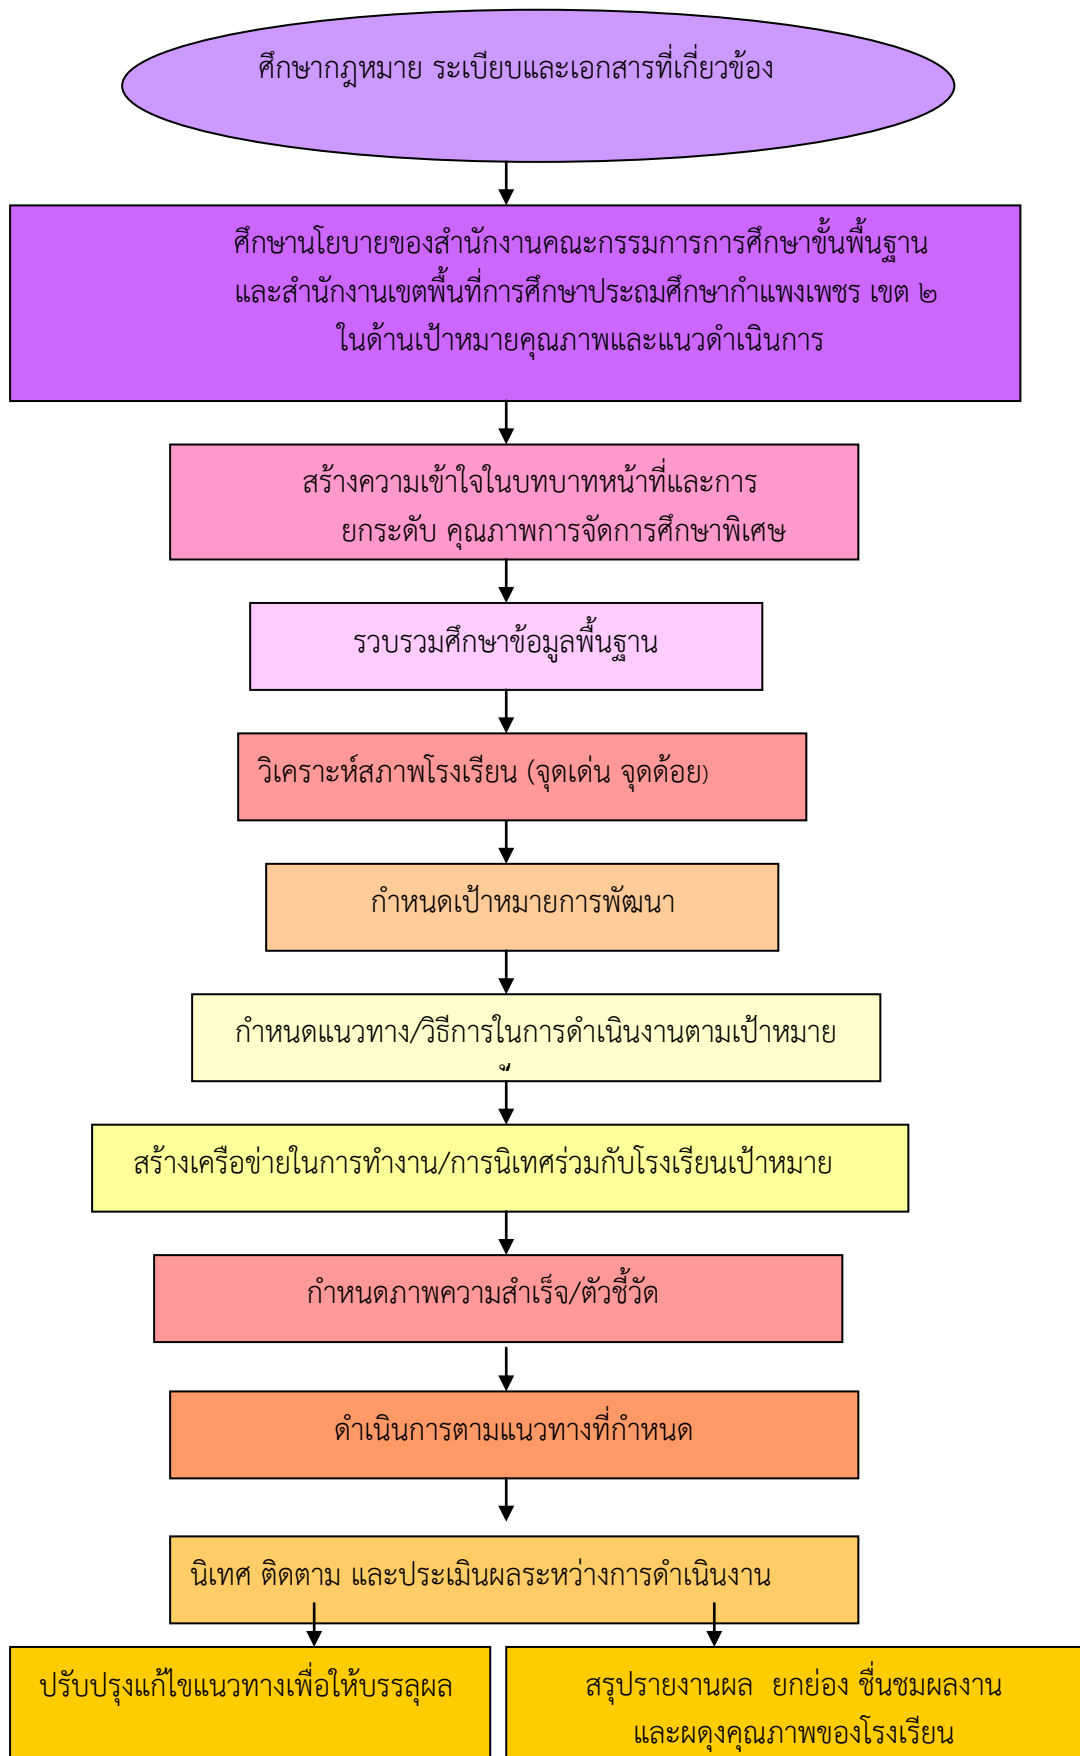 ศึกษากฎหมาย ระเบียบและเอกสารที่เกี่ยวข้อง
ศึกษานโยบายของสำนักงานคณะกรรมการการศึกษาขั้นพื้นฐาน
และสำนักงานเขตพื้นที่การศึกษาประถมศึกษากำแพงเพชร เขต ๒
ในด้านเป้าหมายคุณภาพและแนวดำเนินการ
สร้างความเข้าใจในบทบาทหน้าที่และการ
ยกระดับ คุณภาพการจัดการศึกษาพิเศษ
รวบรวมศึกษาข้อมูลพื้นฐาน
วิเคราะห์สภาพโรงเรียน (จุดเด่น จุดด้อย)
กำหนดเป้าหมายการพัฒนา
กำหนดแนวทาง/วิธีการในการดำเนินงานตามเป้าหมาย
สร้างเครือข่ายในการทำงาน/การนิเทศร่วมกับโรงเรียนเป้าหมาย
กำหนดภาพความสำเร็จ/ตัวชี้วัด
ดำเนินการตามแนวทางที่กำหนด
นิเทศ ติดตาม และประเมินผลระหว่างการดำเนินงาน
ปรับปรุงแก้ไขแนวทางเพื่อให้บรรลุผล
สรุปรายงานผล ยกย่อง ชื่นชมผลงาน
และผดุงคุณภาพของโรงเรียน